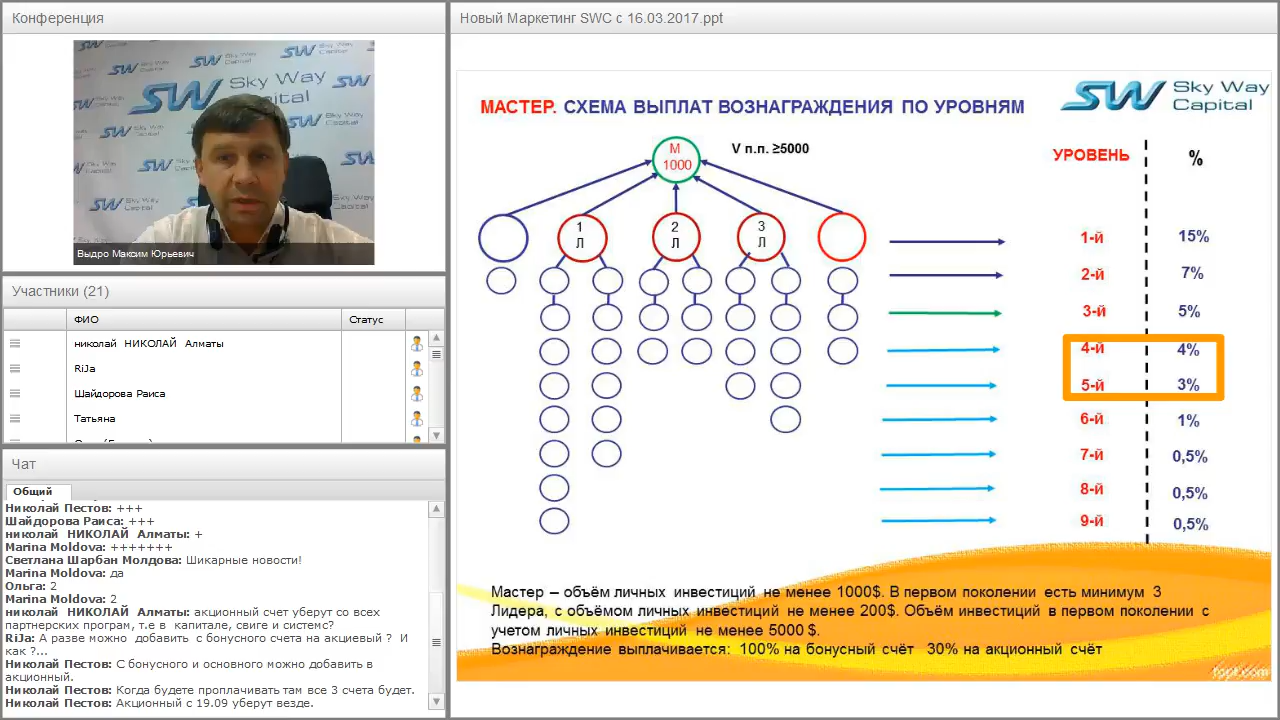 Конференция
SKY WAY CAPITAL
Выдро Максим Юрьевич
Участники (21)
ФИО
Статус
николай НИКОЛАЙ Алматы
RiJa
Шайдорова Раиса
Татьяна
Чат
Общий
Николай Пестов: +++
Шайдорова Раиса: +++
николай НИКОЛАЙ Алматы: +
Marina Moldova: +++++++
Светлана Шарбан Молдова: Шикарные новости!
Marina Moldova: да
Ольга: 2
Marina Moldova: 2
николай НИКОЛАЙ Алматы: акционный счет уберут со всех
партнерских програм, т.е в капитале, свиге и системс?
RiJa: А разве можно добавить с бонусного счета на акциевый ? И
как ?...
Николай Пестов: С бонусного и основного можно добавить в
акционный.
Николай Пестов: Когда будете проплачивать там все 3 счета будет.
Николай Пестов: Акционный с 19.09 уберут везде.
Новый Маркетинг SWC с 16.03.2017.ppt
SW Sky Way
Capital
МАСТЕР. СХЕМА ВЫПЛАТ ВОЗНАГРАЖДЕНИЯ ПО УРОВНЯМ
М
1000
V п.п. ≥5000
УРОВЕНЬ
%
1
Л
2
Л
3
Л
1-й 15%
2-й 7%
3-й 5%
4-й 4%
5-й 3%
6-й 1%
7-й 0,5%
8-й 0,5%
9-й 0,5%
Мастер – объём личных инвестиций не менее 1000$. В первом поколении есть минимум 3
Лидера, с объёмом личных инвестиций не менее 200$. Объём инвестиций в первом поколении с
учетом личных инвестиций не менее 5000 $.
Вознаграждение выплачивается: 100% на бонусный счёт 30% на акционный счёт